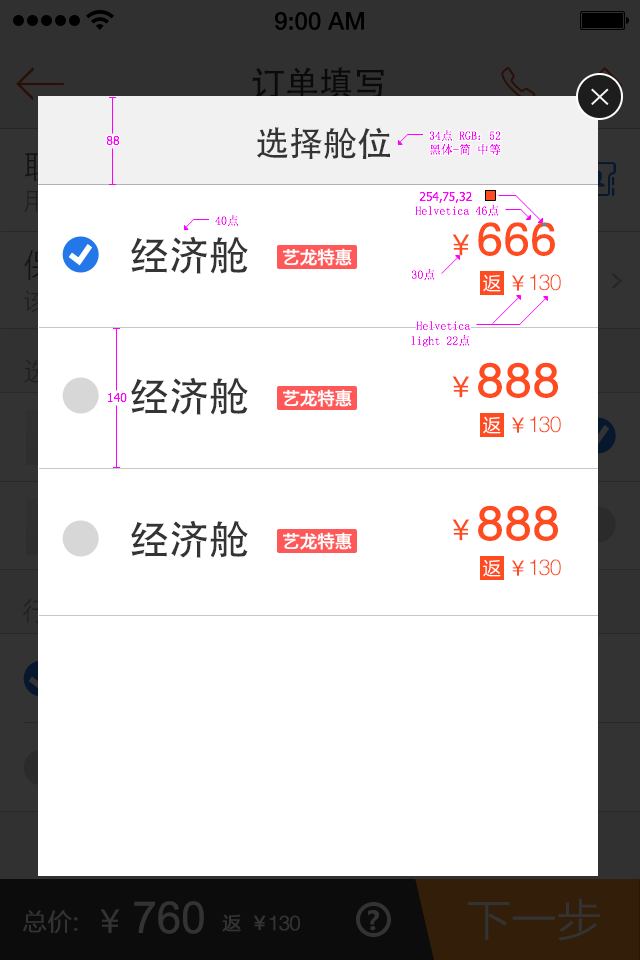 9:00 AM
订单填写
88
选择舱位
34点 RGB: 52
黑体-简 中等
254,75,32
Helvetica 46点
40点
经济舱
艺龙特惠
¥ 666
30点
返 ¥130
Helvetica
light 22点
140
经济舱
艺龙特惠
¥ 888
返 ¥130
经济舱
艺龙特惠
¥ 888
返 ¥130
总价: ¥ 760 返 ¥130 ? 下一步